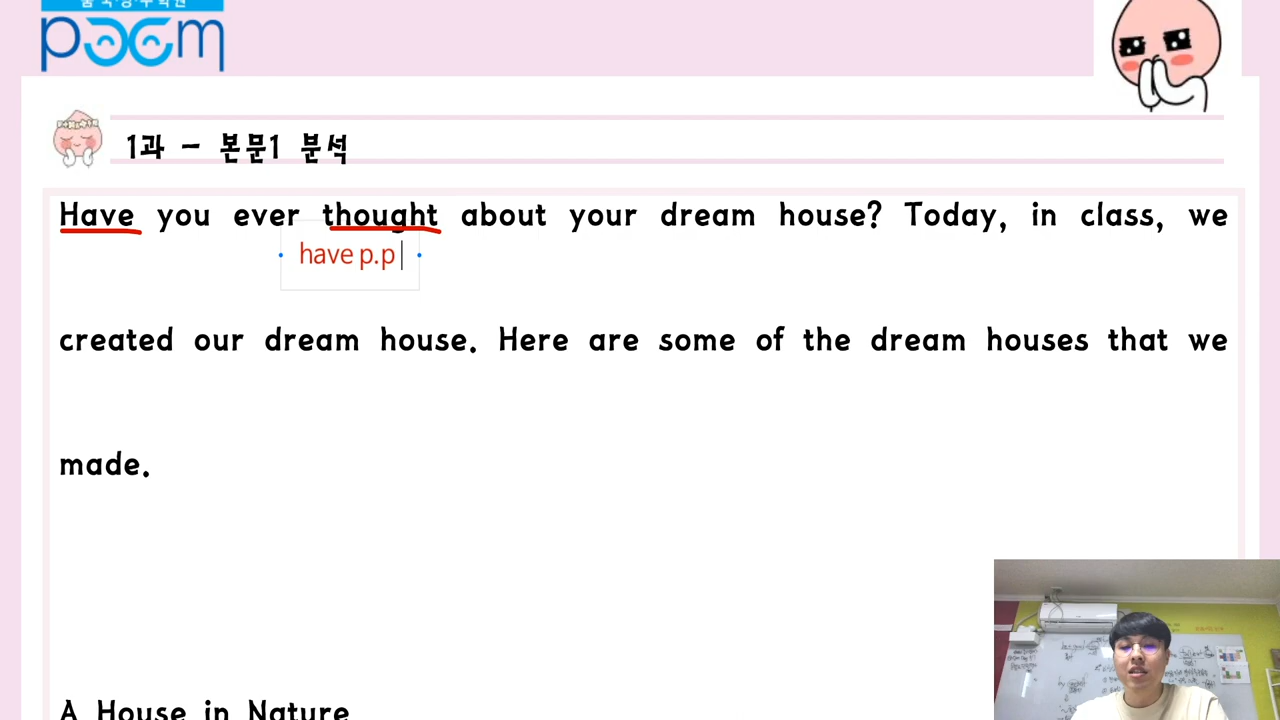 poem
1과 - 본문1 분석
Have you ever thought about your dream house? Today, in class, we
have p.p
created our dream house. Here are some of the dream houses that we
made.
A House in Nature